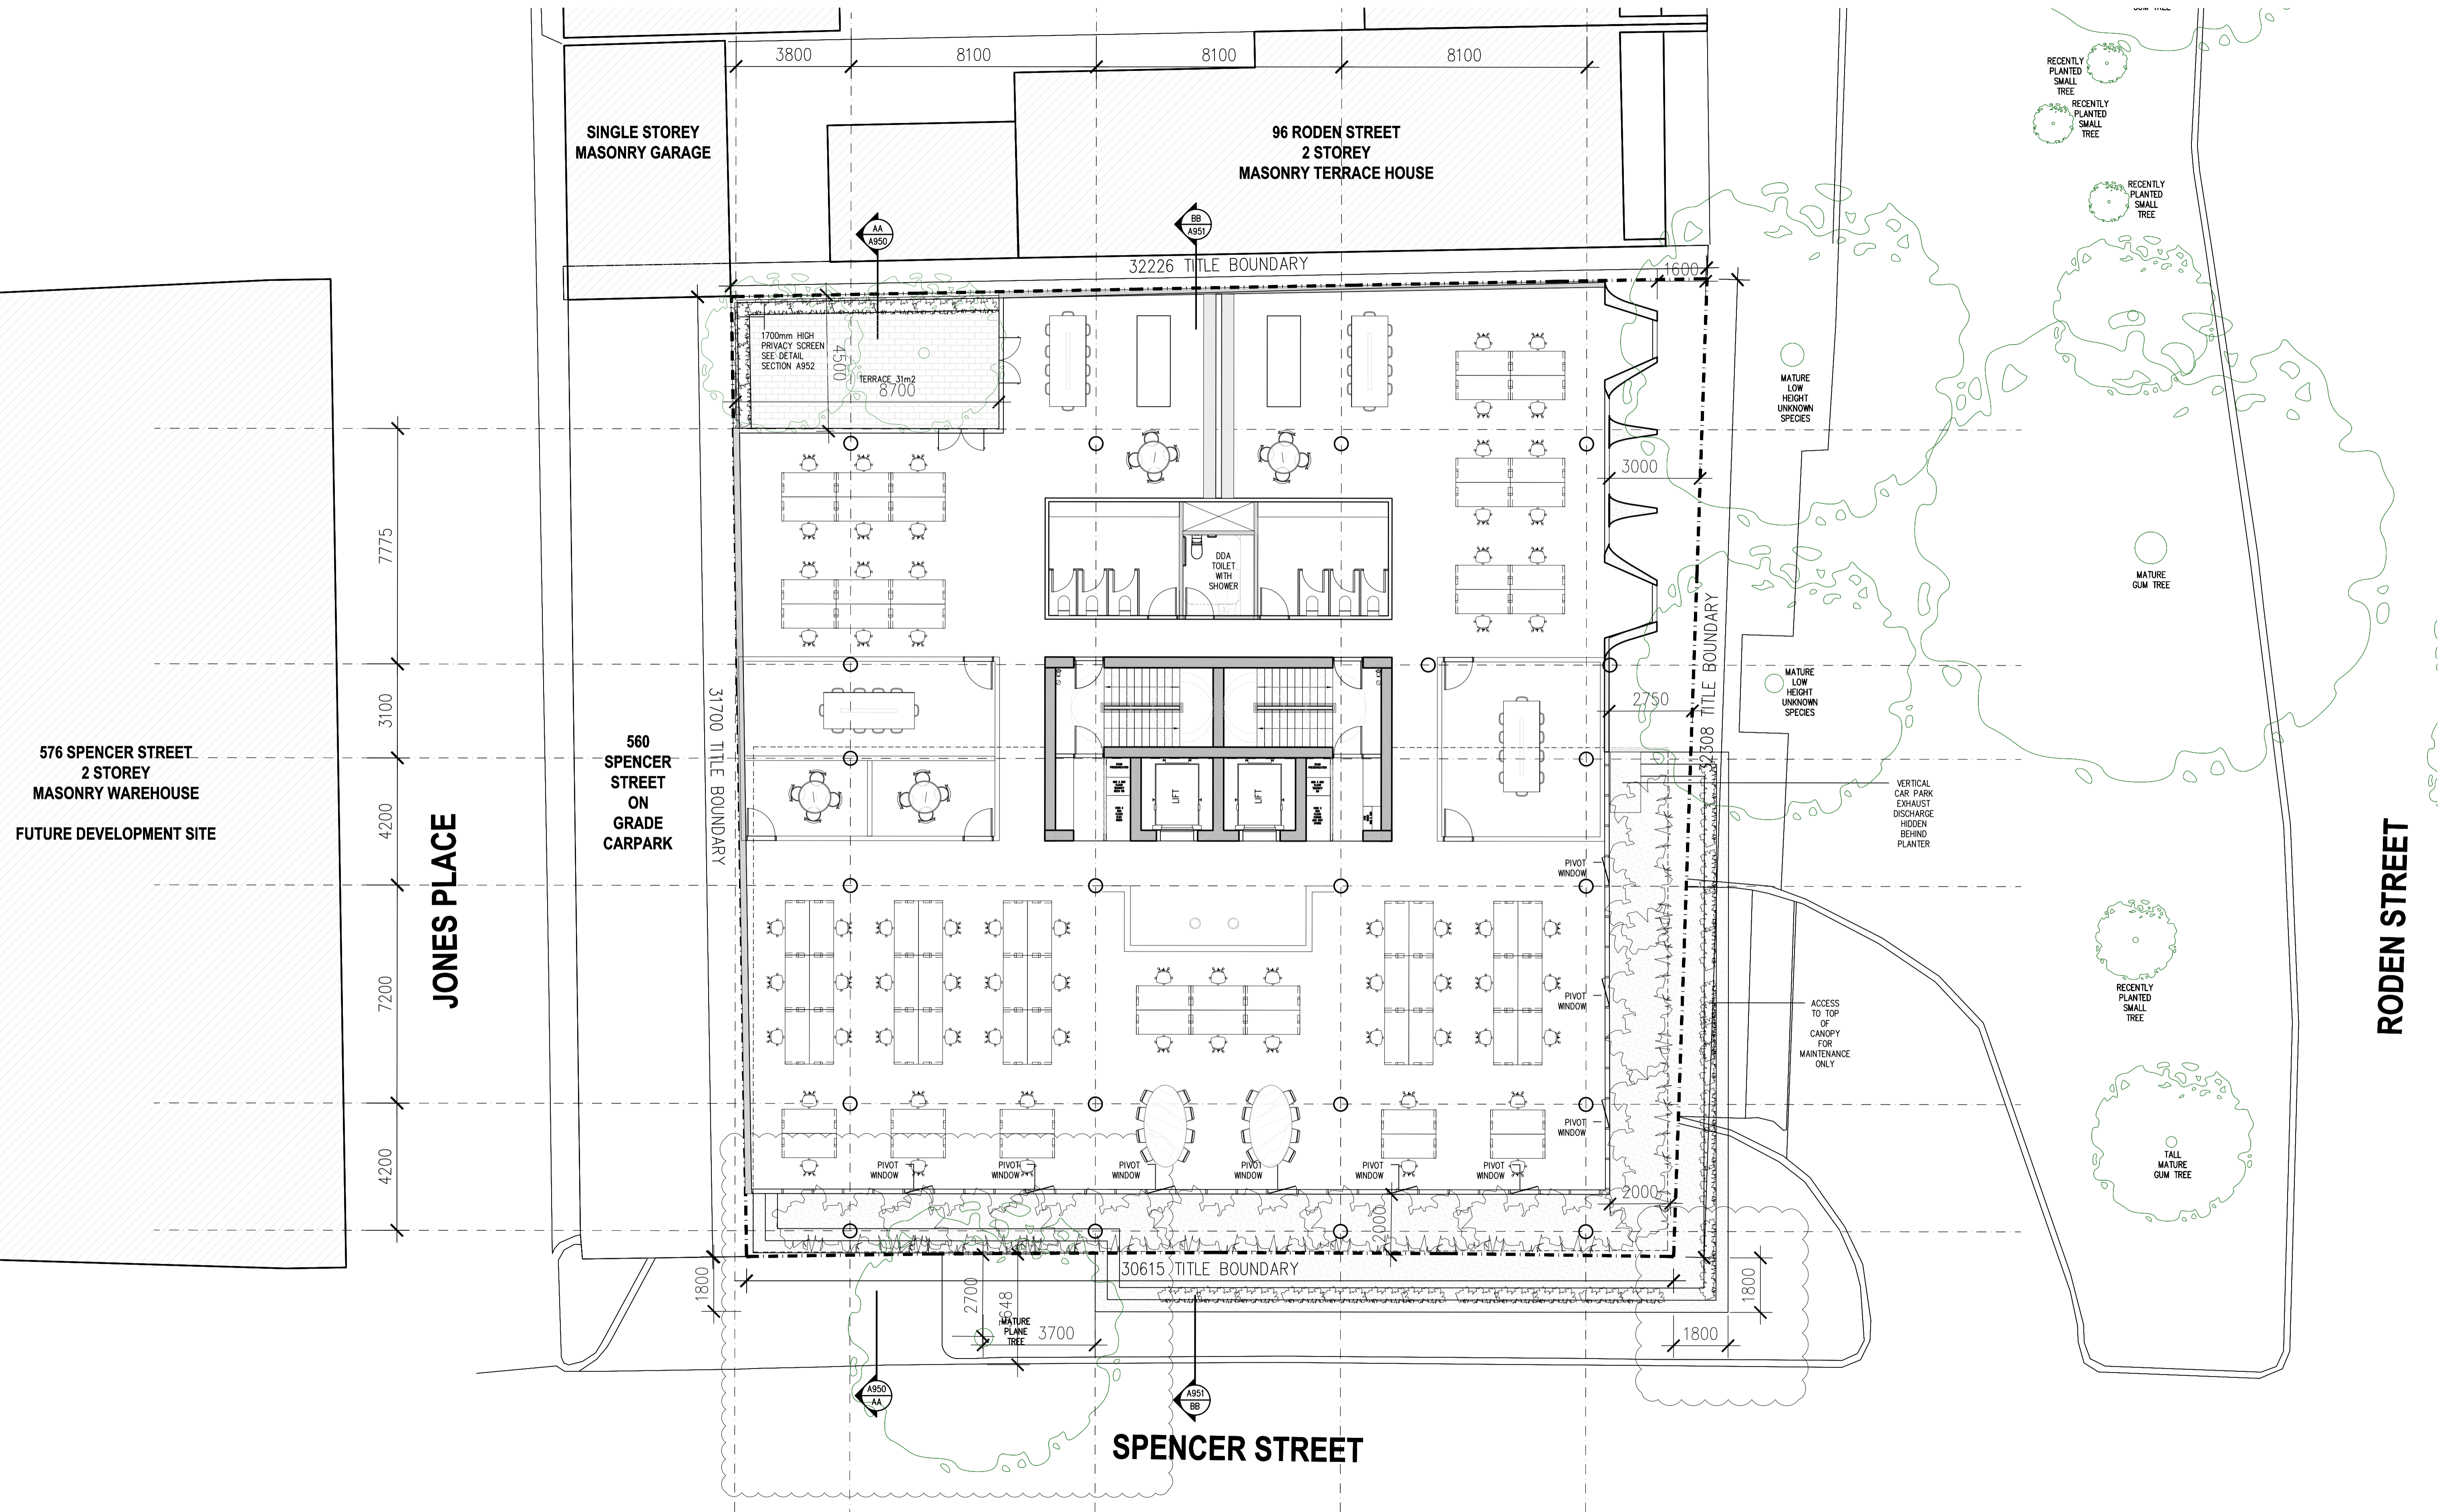 GUM TREE
3800
8100
8100
8100
RECENTLY
PLANTED
SMALL
TREE
RECENTLY
PLANTED
SMALL
TREE
SINGLE STOREY
MASONRY GARAGE
96 RODEN STREET
2 STOREY
MASONRY TERRACE HOUSE
RECENTLY
PLANTED
SMALL
TREE
AA
A950
BB
A951
32226 TITLE BOUNDARY
1600
1700mm HIGH
PRIVACY SCREEN
SEE DETAIL
SECTION A952
4500
TERRACE 31m2
8700
MATURE
LOW
HEIGHT
UNKNOWN
SPECIES
3000
7775
DDA
TOILET
WITH
SHOWER
MATURE
GUM TREE
31700 TITLE BOUNDARY
32308 TITLE BOUNDARY
3100
2750
MATURE
LOW
HEIGHT
UNKNOWN
SPECIES
576 SPENCER STREET
2 STOREY
MASONRY WAREHOUSE
FUTURE DEVELOPMENT SITE
560
SPENCER
STREET
ON
GRADE
CARPARK
4200
LIFT
LIFT
VERTICAL
CAR PARK
EXHAUST
DISCHARGE
HIDDEN
BEHIND
PLANTER
JONES PLACE
RODEN STREET
PIVOT
WINDOW
7200
PIVOT
WINDOW
ACCESS
TO TOP
OF
CANOPY
FOR
MAINTENANCE
ONLY
RECENTLY
PLANTED
SMALL
TREE
PIVOT
WINDOW
4200
PIVOT
WINDOW
PIVOT
WINDOW
PIVOT
WINDOW
PIVOT
WINDOW
PIVOT
WINDOW
PIVOT
WINDOW
TALL
MATURE
GUM TREE
2000
2000
30615 TITLE BOUNDARY
1800
2700
MATURE
PLANE
TREE
3700
1800
1800
A950
AA
A951
BB
SPENCER STREET